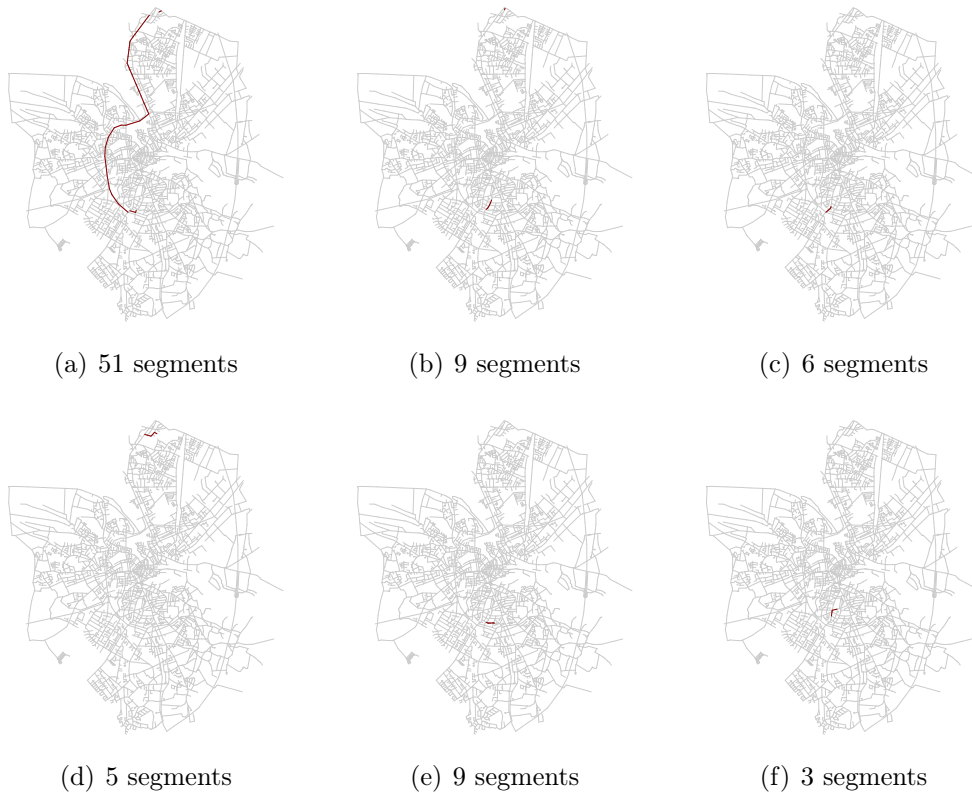 (a) 51 segments
(b) 9 segments
(c) 6 segments
(d) 5 segments
(e) 9 segments
(f) 3 segments